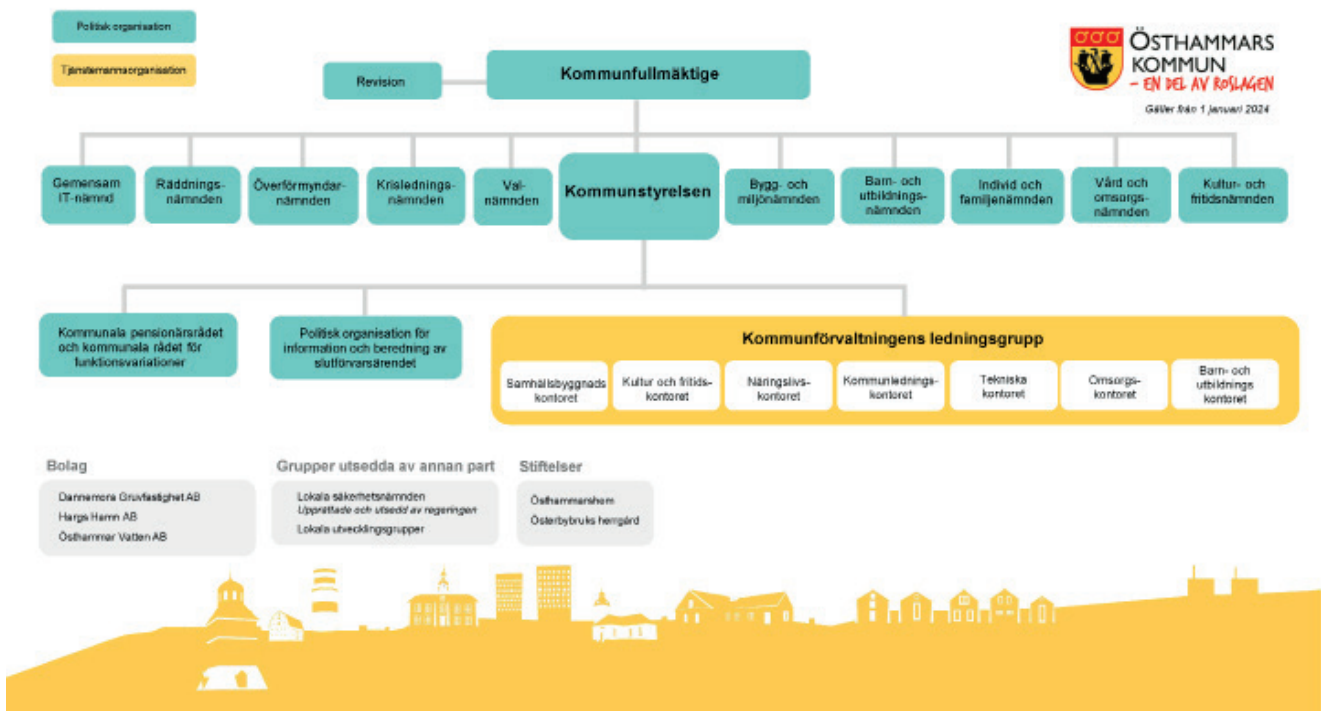 Politisk organisation
Tjänstemannaorganisation
ÖSTHAMMARS
KOMMUN
– EN DEL AV ROSLAGEN
Gäller från 1 januari 2024
Revision
Kommunfullmäktige
Gemensam
IT-nämnd
Räddnings-
nämnden
Överförmyndar-
nämnden
Krislednings-
nämnden
Val-
nämnden
Kommunstyrelsen
Bygg- och
miljönämnden
Barn- och
utbildnings-
nämnden
Individ och
familjenämnden
Vård och
omsorgs-
nämnden
Kultur- och
fritidsnämnden
Kommunala pensionärsrådet
och kommunala rådet för
funktionsvariationer
Politisk organisation för
information och beredning av
slutförvarsärendet
Kommunförvaltningens ledningsgrupp
Samhällsbyggnads
kontoret
Kultur och fritids-
kontoret
Näringslivs-
kontoret
Kommunlednings-
kontoret
Tekniska
kontoret
Omsorgs-
kontoret
Barn- och
utbildnings
kontoret
Bolag
Dannemora Gruvfastighet AB
Hargs Hamn AB
Östhammar Vatten AB
Grupper utsedda av annan part
Lokala säkerhetsnämnden
Upprättade och utsedd av regeringen
Lokala utvecklingsgrupper
Stiftelser
Östhammarshem
Österbybruks herrgård